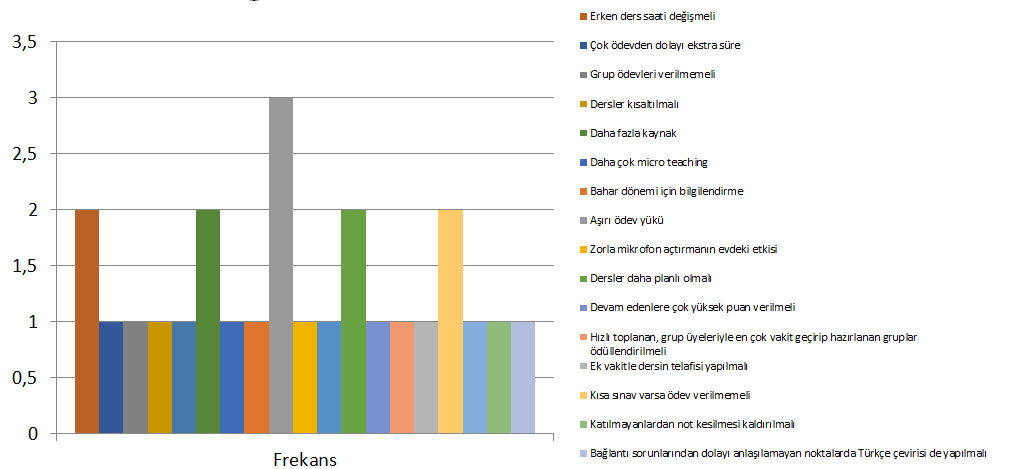 Erken ders saati değişmeli
3,5
Çok ödevden dolayı ekstra süre
Grup ödevleri verilmemeli
3
Dersler kısaltılmalı
Daha fazla kaynak
2,5
Daha çok micro teaching
Bahar dönemi için bilgilendirme
2
Aşırı ödev yükü
Zorla mikrofon açtırmanın evdeki etkisi
1,5
Dersler daha planlı olmalı
Devam edenlere çok yüksek puan verilmeli
1
Hızlı toplanan, grup üyeleriyle en çok vakit geçirip hazırlanan gruplar
ödüllendirilmeli
Ek vakitle dersin telafisi yapılmalı
0,5
Kısa sınav varsa ödev verilmemeli
Katılmayanlardan not kesilmesi kaldırılmalı
0
Bağlantı sorunlarından dolayı anlaşılamayan noktalarda Türkçe çevirisi de yapılmalı
Frekans